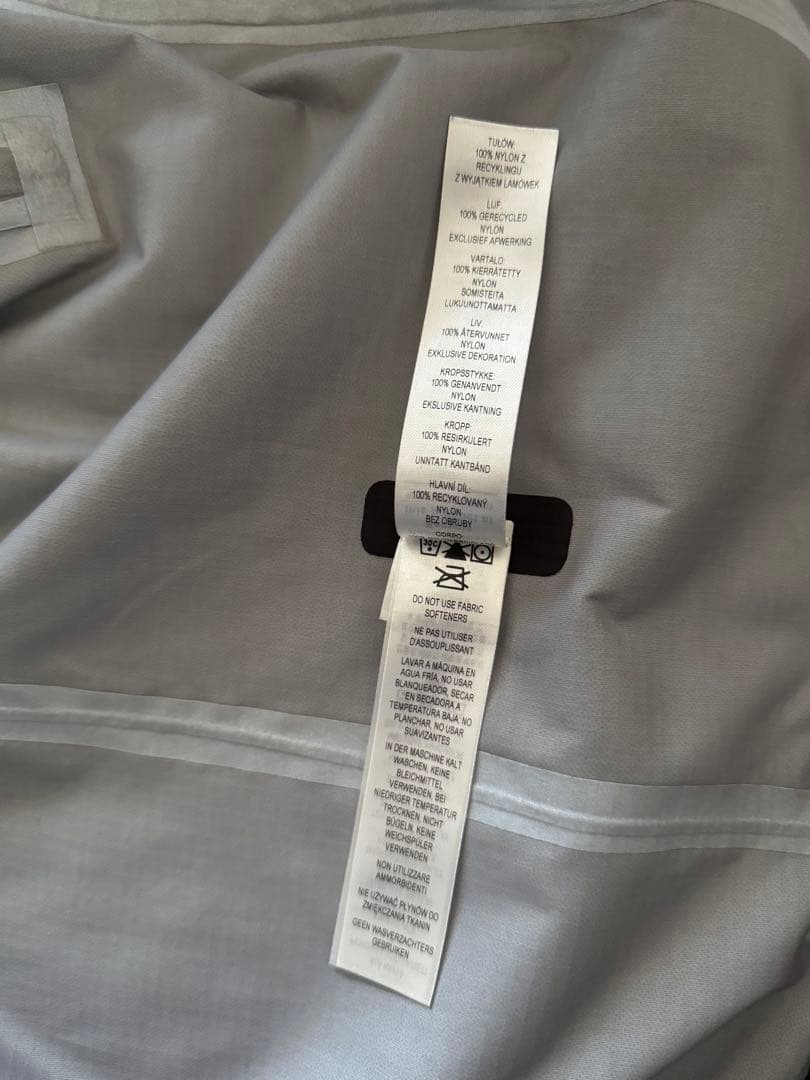 TUŁÓW:
100% NYLON Z
RECYKLINGU
Z WYJĄTKIEM LAMÓWEK
LIJF:
100% GERECYCLED
NYLON
EXCLUSIEF AFWERKING
VARTALO:
100% KIERRÄTETTY
NYLON
SOMISTEITA
LUKUUNOTTAMATTA
LIV:
100% ÅTERVUNNET
NYLON
EXKLUSIVE DEKORATION
KROPSSTYKKE:
100% GENANVENDT
NYLON
EKSLUSIVE KANTNING
KROPP:
100% RESIRKULERT
NYLON
UNNTATT KANTBÅND
HLAVNÍ DÍL:
100% RECYKLOVANÝ
NYLON
BEZ OBRUBY
CORPO
30C
DO NOT USE FABRIC
SOFTENERS
NE PAS UTILISER
D'ASSOUPLISSANT
LAVAR A MÁQUINA EN
AGUA FRÍA, NO USAR
BLANQUEADOR, SECAR
EN SECADORA A
TEMPERATURA BAJA, NO
PLANCHAR, NO USAR
SUAVIZANTES
IN DER MASCHINE KALT
WASCHEN, KEINE
BLEICHMITTEL
VERWENDEN, BEI
NIEDRIGER TEMPERATUR
TROCKNEN, NICHT
BÜGELN, KEINE
WEICHSPÜLER
VERWENDEN
NON UTILIZZARE
AMMORBIDENTI
NIE UŻYWAĆ PŁYNÓW DO
ZMIĘKCZANIA TKANIN
GEEN WASVERZACHTERS
GEBRUIKEN